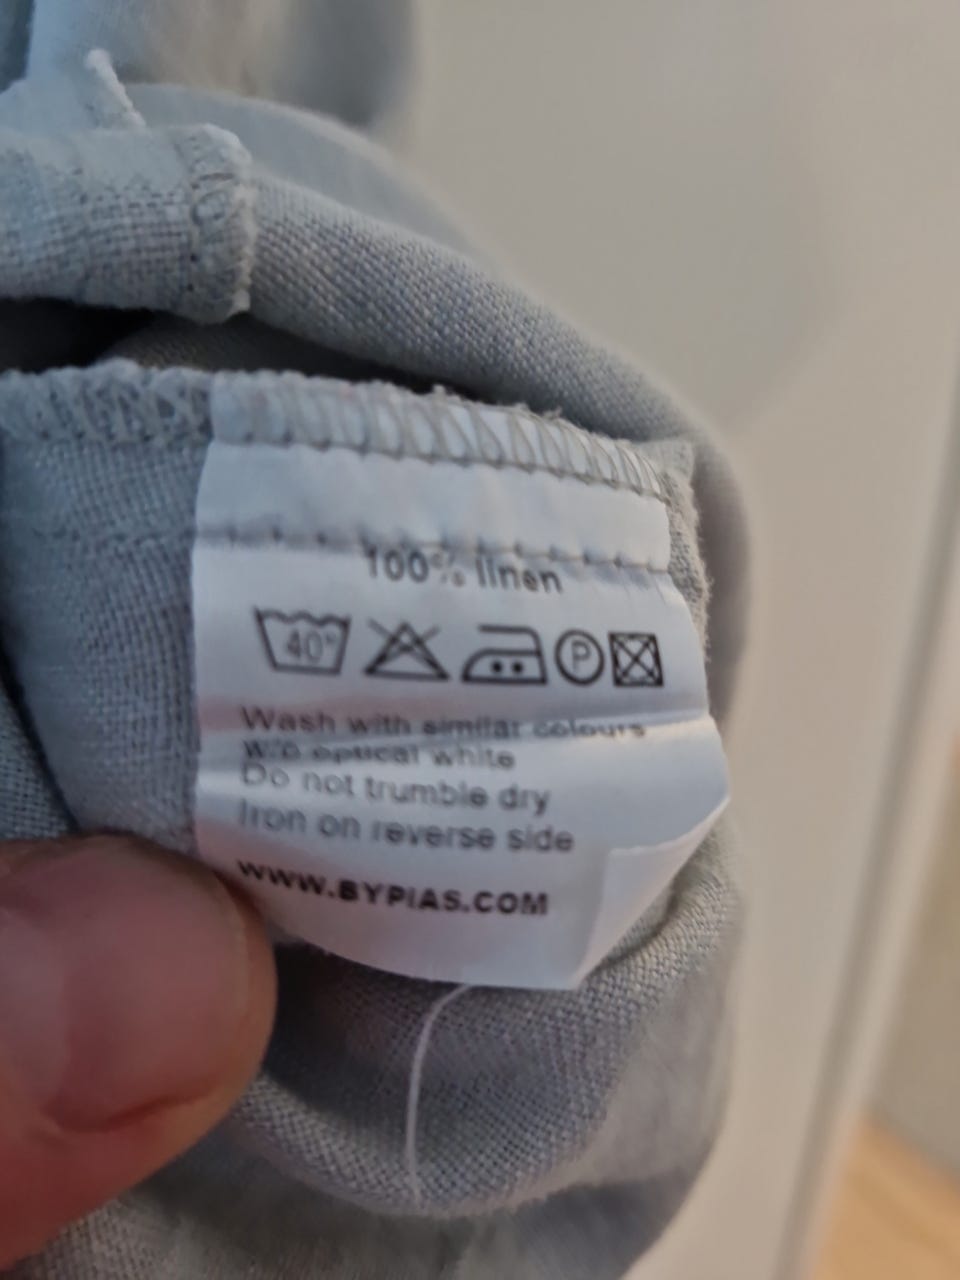 100% linen
40° P
Wash with similar colours
w/o optical white
Do not trumble dry
Iron on reverse side
WWW.BYPIAS.COM